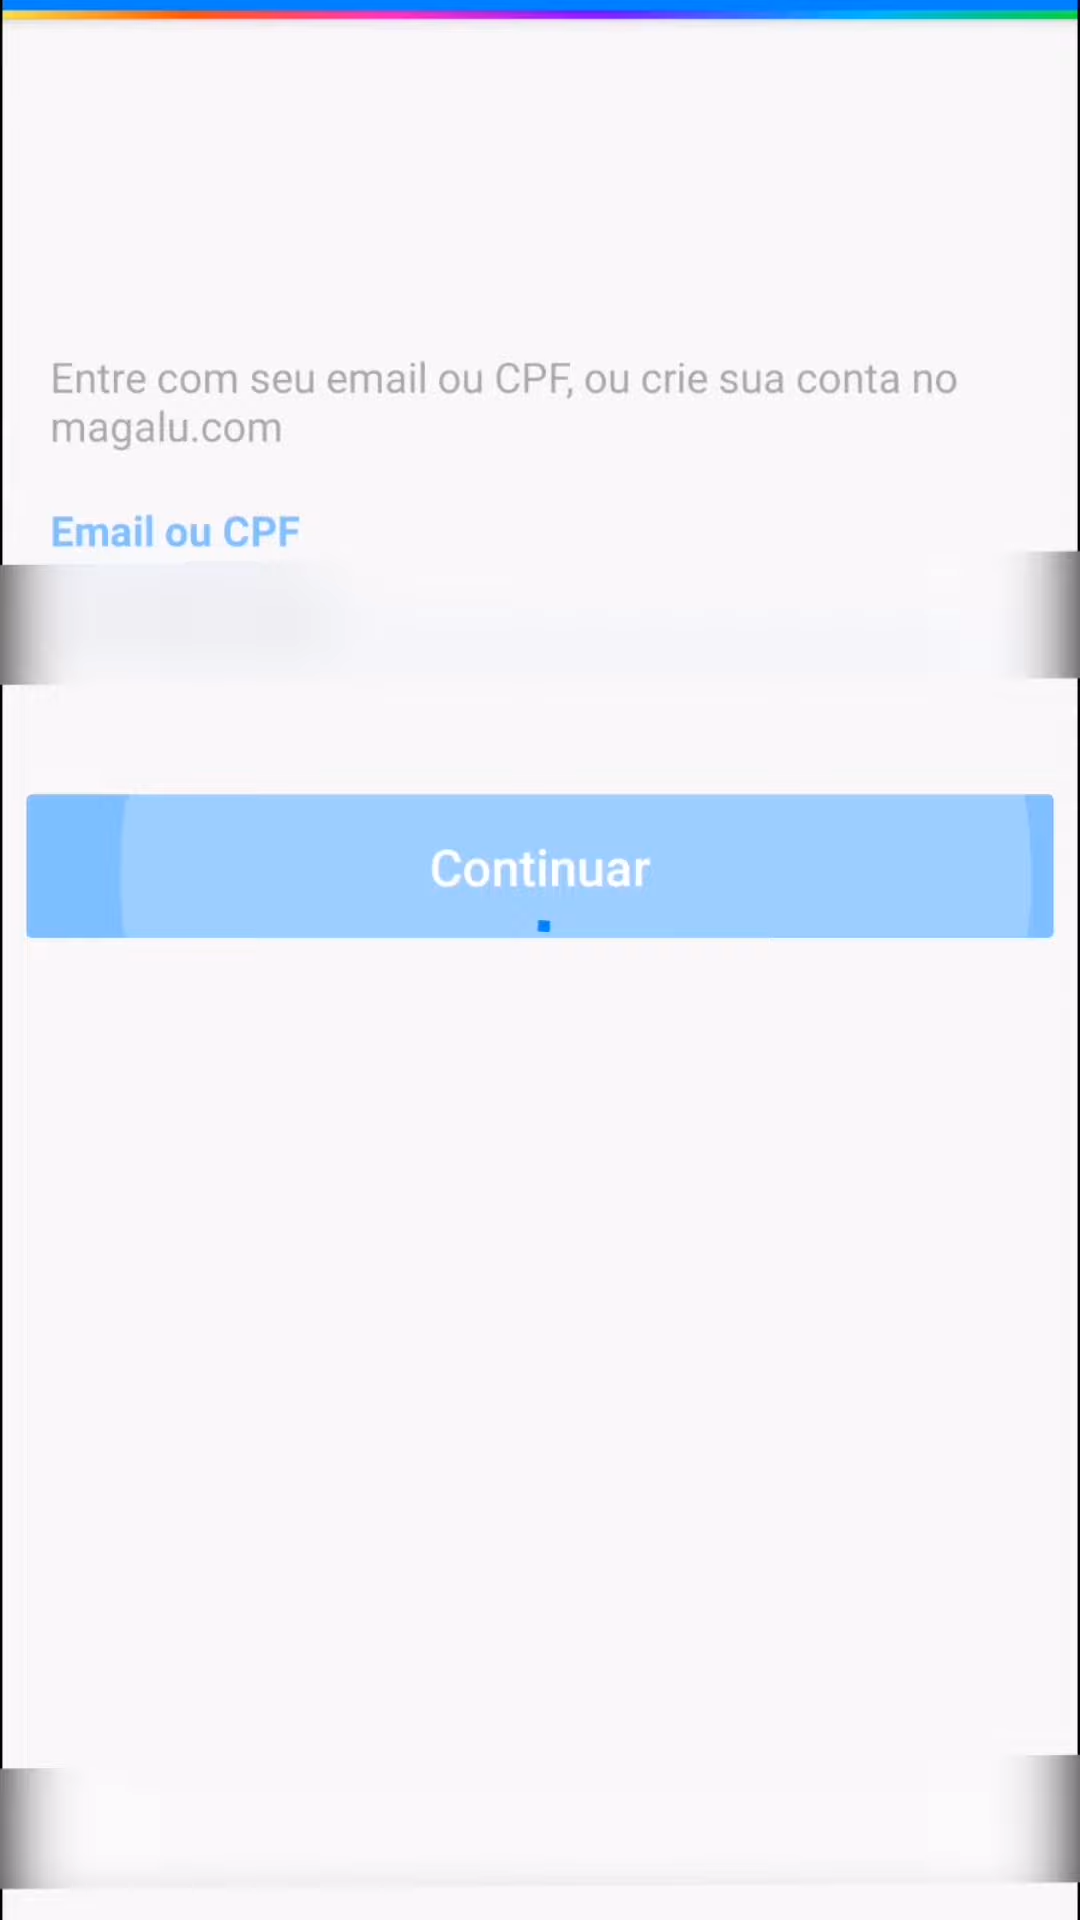 Entre com seu email ou CPF, ou crie sua conta no
magalu.com
Email ou CPF
Continuar